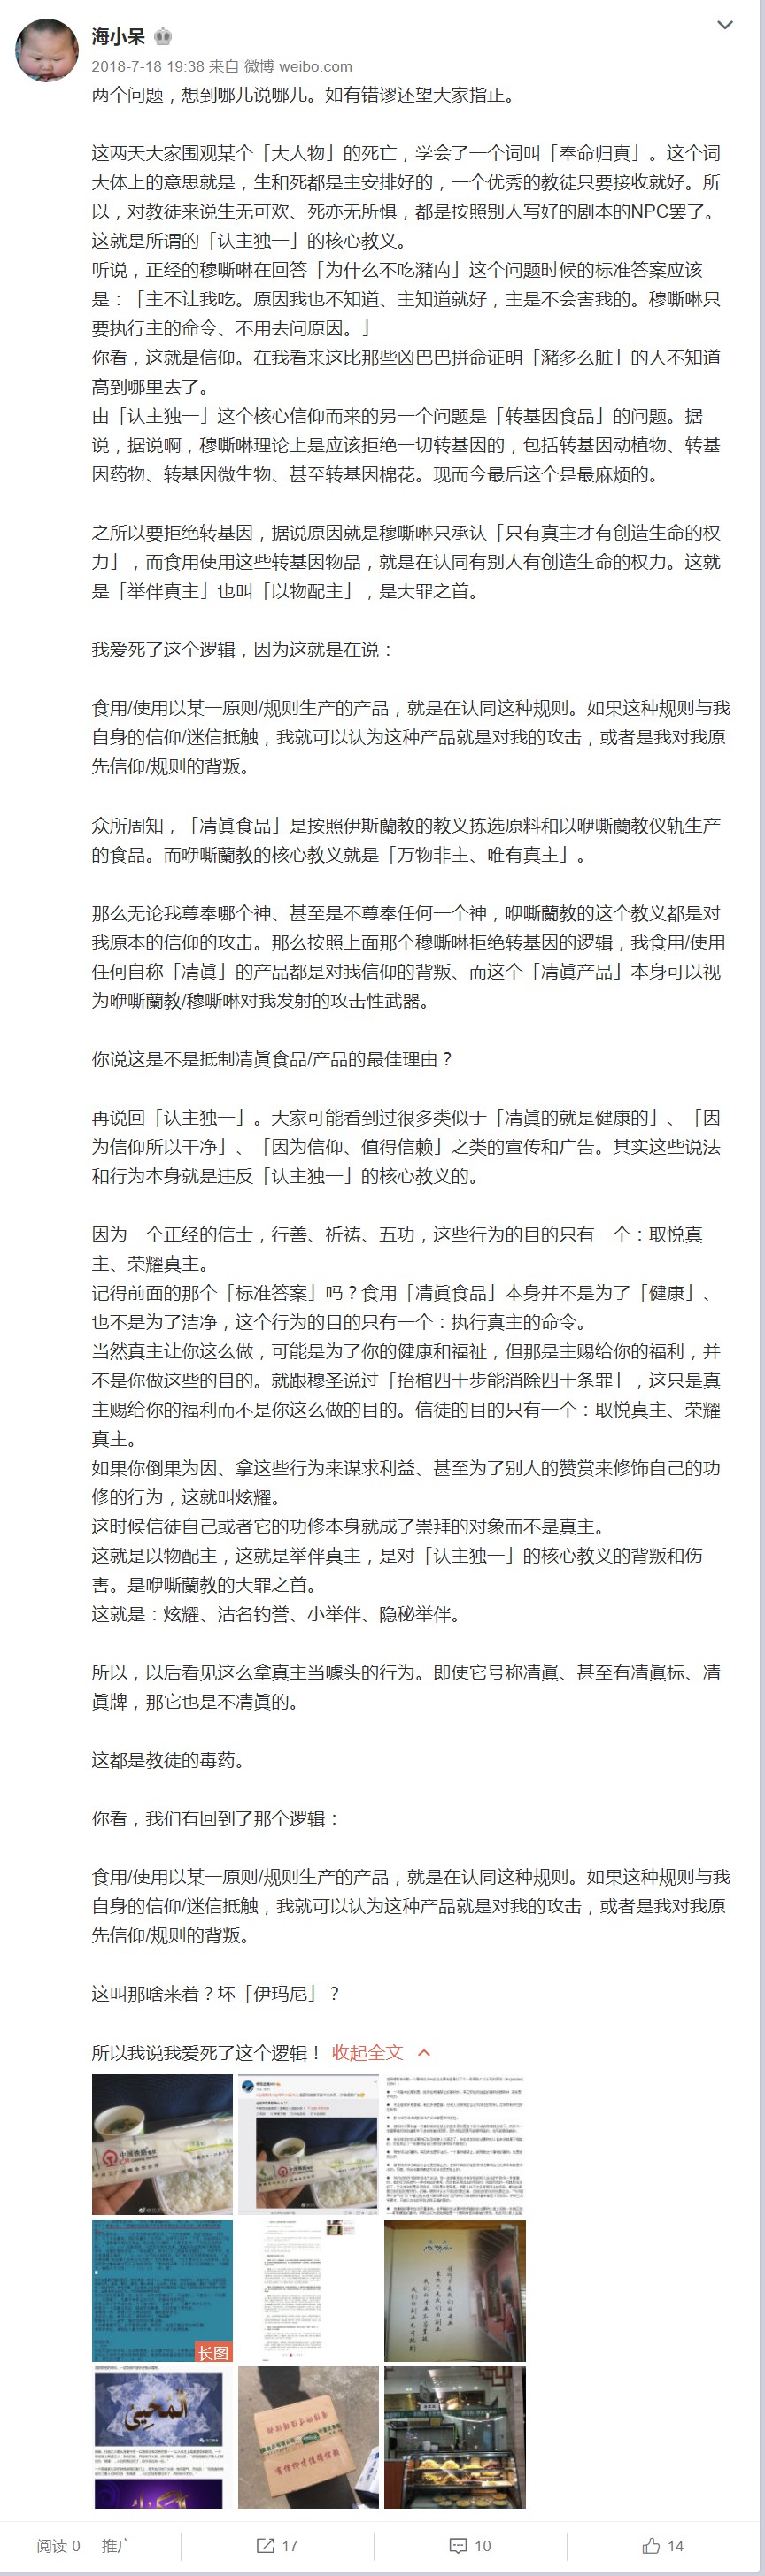 海小呆
2018-7-18 19:38 来自 微博 weibo.com
两个问题，想到哪儿说哪儿。如有错谬还望大家指正。
这两天大家围观某个「大人物」的死亡，学会了一个词叫「奉命归真」。这个词
大体上的意思就是，生和死都是主安排好的，一个优秀的教徒只要接收就好。所
以，对教徒来说生无可欢、死亦无所惧，都是按照别人写好的剧本的NPC罢了。
这就是所谓的「认主独一」的核心教义。
听说，正经的穆嘶啉在回答「为什么不吃潴禸」这个问题时候的标准答案应该
是：「主不让我吃。原因我也不知道、主知道就好，主是不会害我的。穆嘶啉只
要执行主的命令、不用去问原因。」
你看，这就是信仰。在我看来这比那些凶巴巴拼命证明「潴多么脏」的人不知道
高到哪里去了。
由「认主独一」这个核心信仰而来的另一个问题是「转基因食品」的问题。据
说，据说啊，穆嘶啉理论上是应该拒绝一切转基因的，包括转基因动植物、转基
因药物、转基因微生物、甚至转基因棉花。现而今最后这个是最麻烦的。
之所以要拒绝转基因，据说原因就是穆嘶啉只承认「只有真主才有创造生命的权
力」，而食用使用这些转基因物品，就是在认同有别人有创造生命的权力。这就
是「举伴真主」也叫「以物配主」，是大罪之首。
我爱死了这个逻辑，因为这就是在说：
食用/使用以某一原则/规则生产的产品，就是在认同这种规则。如果这种规则与我
自身的信仰/迷信抵触，我就可以认为这种产品就是对我的攻击，或者是我对我原
先信仰/规则的背叛。
众所周知，「凊眞食品」是按照伊斯蘭教的教义拣选原料和以咿嘶蘭教仪轨生产
的食品。而咿嘶蘭教的核心教义就是「万物非主、唯有真主」。
那么无论我尊奉哪个神、甚至是不尊奉任何一个神，咿嘶蘭教的这个教义都是对
我原本的信仰的攻击。那么按照上面那个穆嘶啉拒绝转基因的逻辑，我食用/使用
任何自称「凊眞」的产品都是对我信仰的背叛、而这个「凊眞产品」本身可以视
为咿嘶蘭教/穆嘶啉对我发射的攻击性武器。
你说这是不是抵制凊眞食品/产品的最佳理由？
再说回「认主独一」。大家可能看到过很多类似于「凊眞的就是健康的」、「因
为信仰所以干净」、「因为信仰、值得信赖」之类的宣传和广告。其实这些说法
和行为本身就是违反「认主独一」的核心教义的。
因为一个正经的信士，行善、祈祷、五功，这些行为的目的只有一个：取悦真
主、荣耀真主。
记得前面的那个「标准答案」吗？食用「凊眞食品」本身并不是为了「健康」、
也不是为了洁净，这个行为的目的只有一个：执行真主的命令。
当然真主让你这么做，可能是为了你的健康和福祉，但那是主赐给你的福利，并
不是你做这些的目的。就跟穆圣说过「抬棺四十步能消除四十条罪」，这只是真
主赐给你的福利而不是你这么做的目的。信徒的目的只有一个：取悦真主、荣耀
真主。
如果你倒果为因、拿这些行为来谋求利益、甚至为了别人的赞赏来修饰自己的功
修的行为，这就叫炫耀。
这时候信徒自己或者它的功修本身就成了崇拜的对象而不是真主。
这就是以物配主，这就是举伴真主，是对「认主独一」的核心教义的背叛和伤
害。是咿嘶蘭教的大罪之首。
这就是：炫耀、沽名钓誉、小举伴、隐秘举伴。
所以，以后看见这么拿真主当噱头的行为。即使它号称凊眞、甚至有凊眞标、凊
眞牌，那它也是不凊眞的。
这都是教徒的毒药。
你看，我们有回到了那个逻辑：
食用/使用以某一原则/规则生产的产品，就是在认同这种规则。如果这种规则与我
自身的信仰/迷信抵触，我就可以认为这种产品就是对我的攻击，或者是我对我原
先信仰/规则的背叛。
这叫那啥来着？坏「伊玛尼」？
所以我说我爱死了这个逻辑！ 收起全文
中国铁路
长图
阅读 0 推广 17 10 14